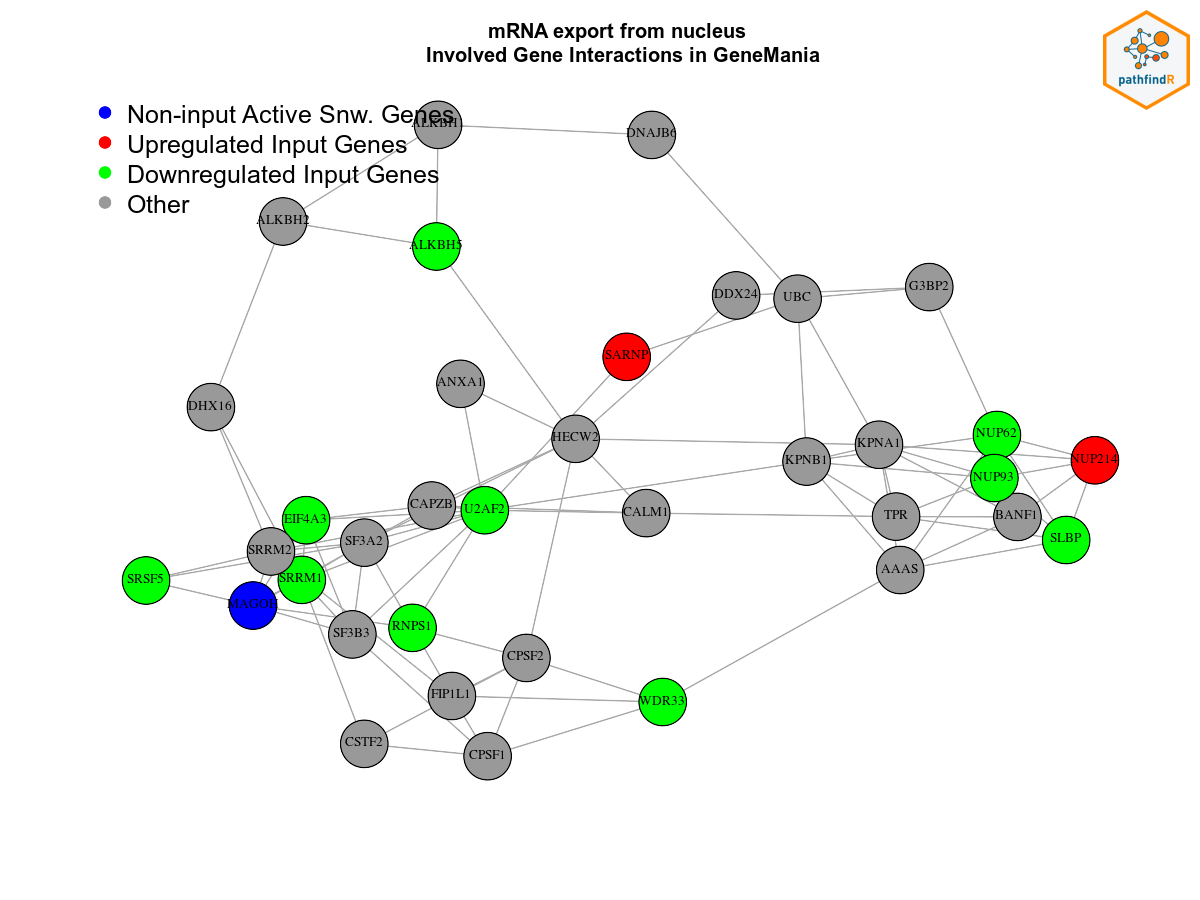 mRNA export from nucleus
Involved Gene Interactions in GeneMania
pathfindR
Non-input Active Snw. Genes
Upregulated Input Genes
Downregulated Input Genes
Other
DNAJB6
ALKBH2
ALKBH5
DDX24
UBC
G3BP2
SARNP
ANXA1
DHX16
HECW2
NUP62
KPNA1
KPNB1
NUP214
NUP93
CAPZB
U2AF2
CALM1
TPR
BANF1
EIF4A3
SF3A2
SLBP
SRRM2
AAAS
SRSF5
SRRM1
RNPS1
SF3B3
CPSF2
FIP1L1
WDR33
CSTF2
CPSF1